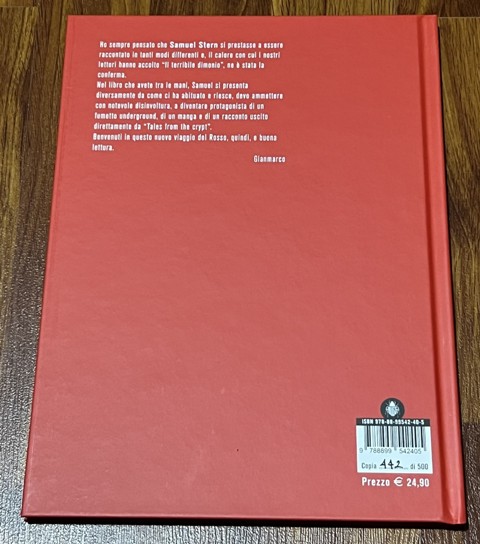 Ho sempre pensato che Samuel Stern si prestasse a essere
raccontato in tanti modi differenti e, il calore con cui i nostri
lettori hanno accolto "Il terribile dimonio", ne è stata la
conferma.
Nel libro che avete tra le mani, Samuel si presenta
diversamente da come ci ha abituato e riesce, devo ammettere
con notevole disinvoltura, a diventare protagonista di un
fumetto underground, di un manga e di un racconto uscito
direttamente da "Tales from the crypt".
Benvenuti in questo nuovo viaggio del Rosso, quindi, e buona
lettura.
Gianmarco
ISBN 978-88-99542-40-5
9 788899 542405
Copia 442 di 500
Prezzo € 24,90